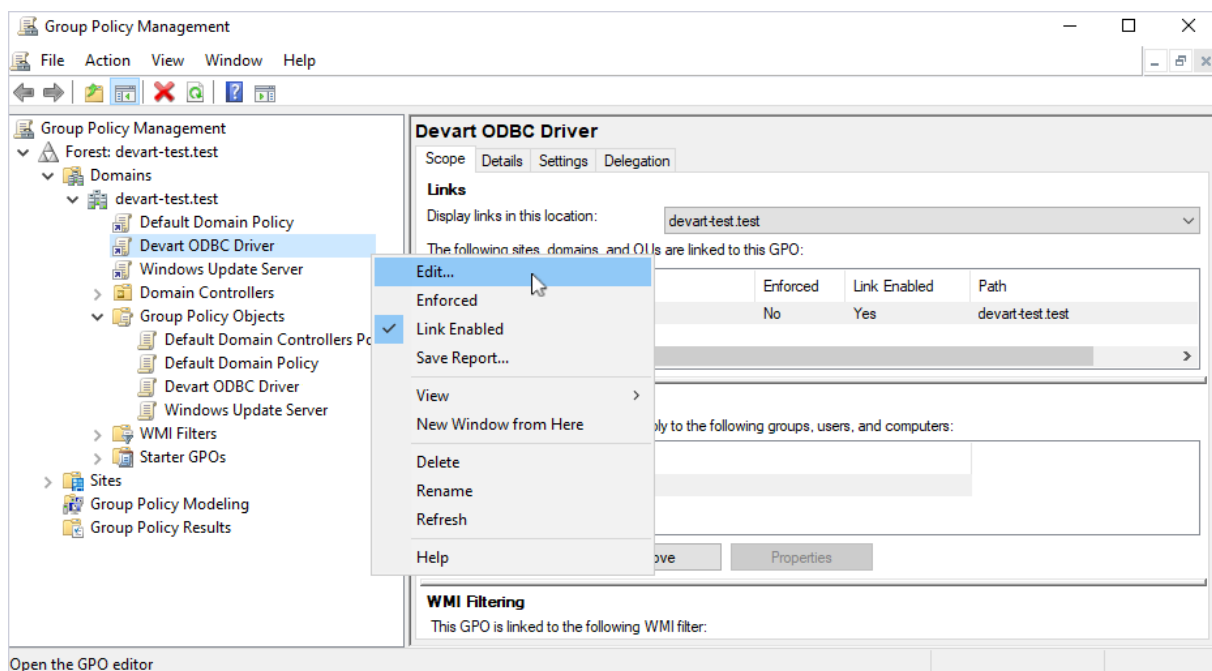 Group Policy Management
File Action View Window Help
Group Policy Management
Forest: devart-test.test
Domains
devart-test.test
Default Domain Policy
Devart ODBC Driver
Windows Update Server
Domain Controllers
Group Policy Objects
Default Domain Controllers
Default Domain Policy
Devart ODBC Driver
Windows Update Server
WMI Filters
Starter GPOs
Sites
Group Policy Modeling
Group Policy Results
Edit...
Enforced
Link Enabled
Save Report...
View
New Window from Here
Delete
Rename
Refresh
Help
Devart ODBC Driver
Scope Details Settings Delegation
Links
Display links in this location: devart-test.test
The following sites, domains, and OUs are linked to this GPO:
Enforced Link Enabled Path
No Yes devart-test.test
to the following groups, users, and computers:
Properties
WMI Filtering
This GPO is linked to the following WMI filter:
Open the GPO editor